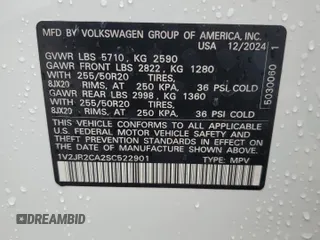 MFD. BY VOLKSWAGEN GROUP OF AMERICA, INC.
USA 12/2024
GVWR LBS 5710, KG 2590
GAWR FRONT LBS 2822, KG 1280
WITH 255/50R20 TIRES,
8JX20 RIMS, AT 250 KPA, 36 PSI COLD
GAWR REAR LBS 2998, KG 1360
WITH 255/50R20 TIRES,
8JX20 RIMS, AT 250 KPA, 36 PSI COLD
THIS VEHICLE CONFORMS TO ALL APPLICABLE
FEDERAL MOTOR VEHICLE SAFETY STANDARDS IN
EFFECT ON THE DATE OF MANUFACTURE SHOWN
ABOVE.
1V2JR2CA2SC522901 TYPE: MPV
5030060 1
DREAMBID